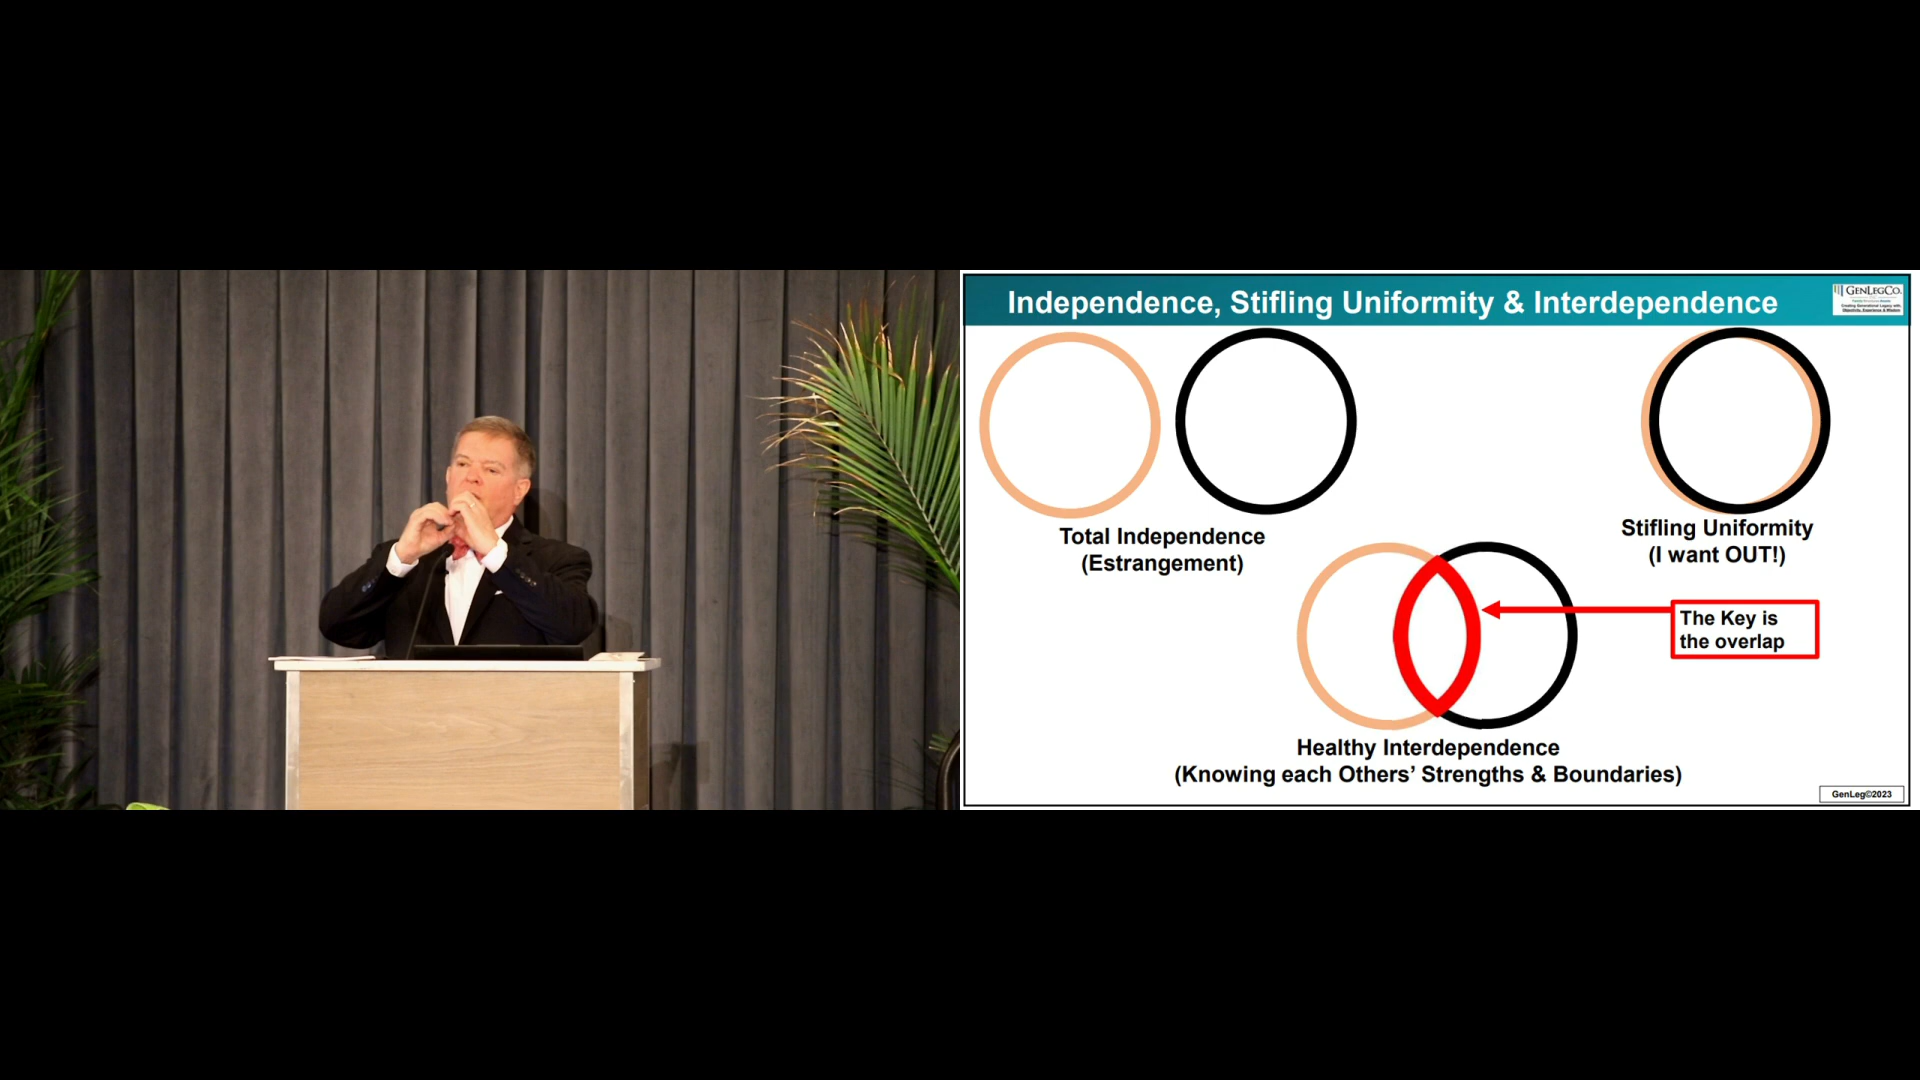 Independence, Stifling Uniformity & Interdependence
GENLEGCO.
Total Independence
(Estrangement)
Stifling Uniformity
(I want OUT!)
The Key is
the overlap
Healthy Interdependence
(Knowing each Others’ Strengths & Boundaries)
GenLeg©2023